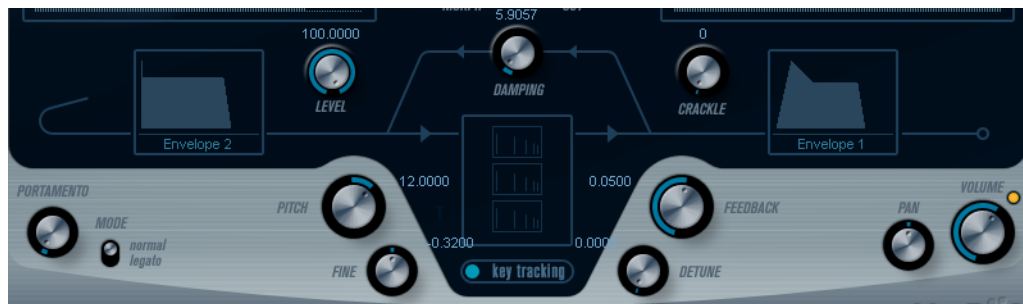 5.9057
100.0000
0
LEVEL
DAMPING
CRACKLE
Envelope 2
Envelope 1
PORTAMENTO
12.0000
0.0500
VOLUME
PITCH
FEEDBACK
PAN
MODE
normal
legato
-0.3200
0.000
FINE
key tracking
DETUNE